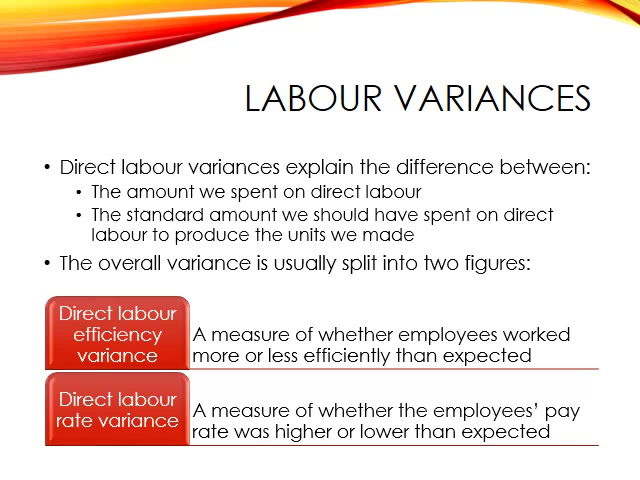 LABOUR VARIANCES
• Direct labour variances explain the difference between:
• The amount we spent on direct labour
• The standard amount we should have spent on direct
labour to produce the units we made
• The overall variance is usually split into two figures:
Direct labour
efficiency
variance
A measure of whether employees worked
more or less efficiently than expected
Direct labour
rate variance
A measure of whether the employees’ pay
rate was higher or lower than expected